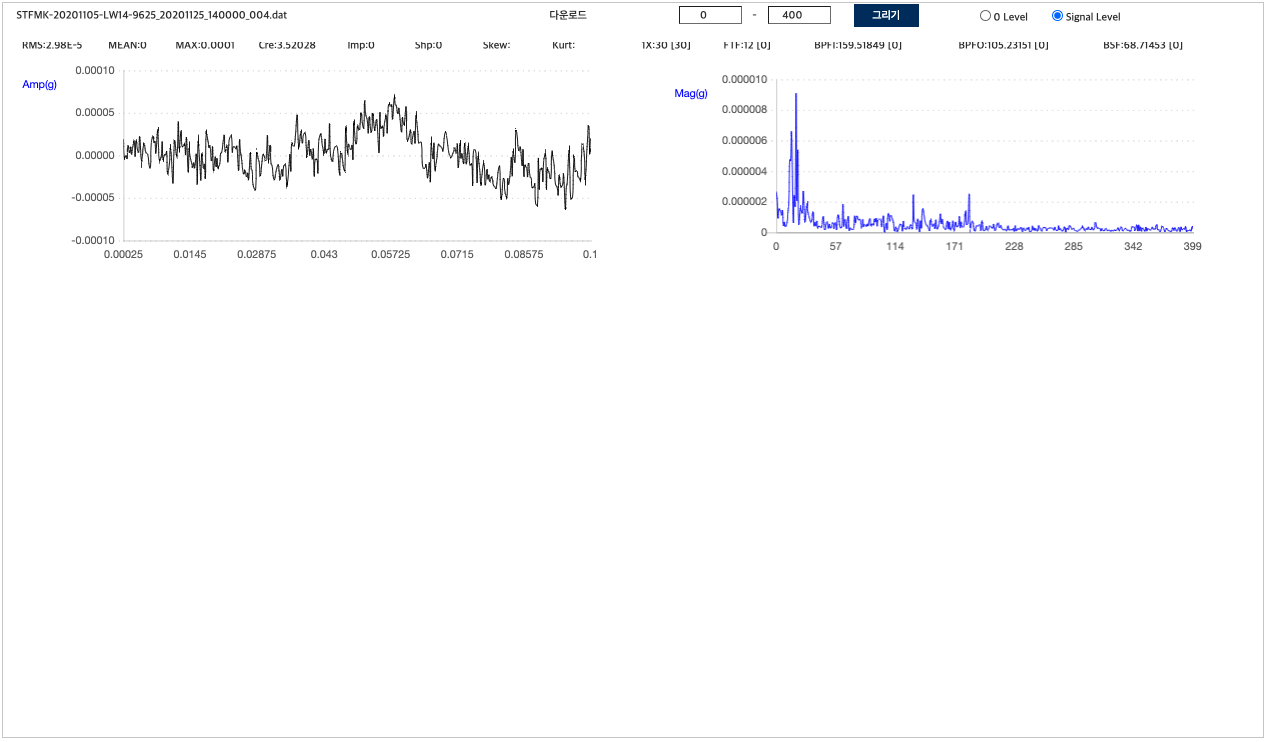 STFMK-20201105-LW14-9625_20201125_140000_004.dat 다운로드 0 - 400 그리기 0 Level Signal Level
RMS:2.98E-5 MEAN:0 MAX:0.0001 Cre:3.52028 Imp:0 Shp:0 Skew: Kurt: 1X:30 [30] FTF:12 [0] BPFI:159.51849 [0] BPFO:105.23151 [0] BSF:68.71453 [0]
Amp(g)
0.00010
0.00005
0.00000
-0.00005
-0.00010
0.00025 0.0145 0.02875 0.043 0.05725 0.0715 0.08575 0.1
Mag(g)
0.000010
0.000008
0.000006
0.000004
0.000002
0
0 57 114 171 228 285 342 399